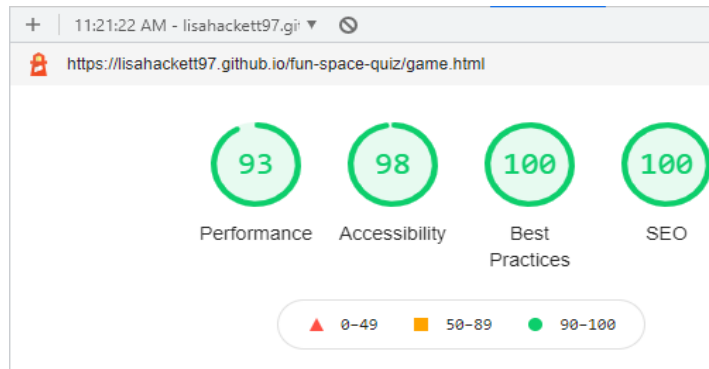 + 11:21:22 AM - lisahackett97.git ▼
https://lisahackett97.github.io/fun-space-quiz/game.html
93 98 100 100
Performance Accessibility Best Practices SEO
0–49 50–89 90–100